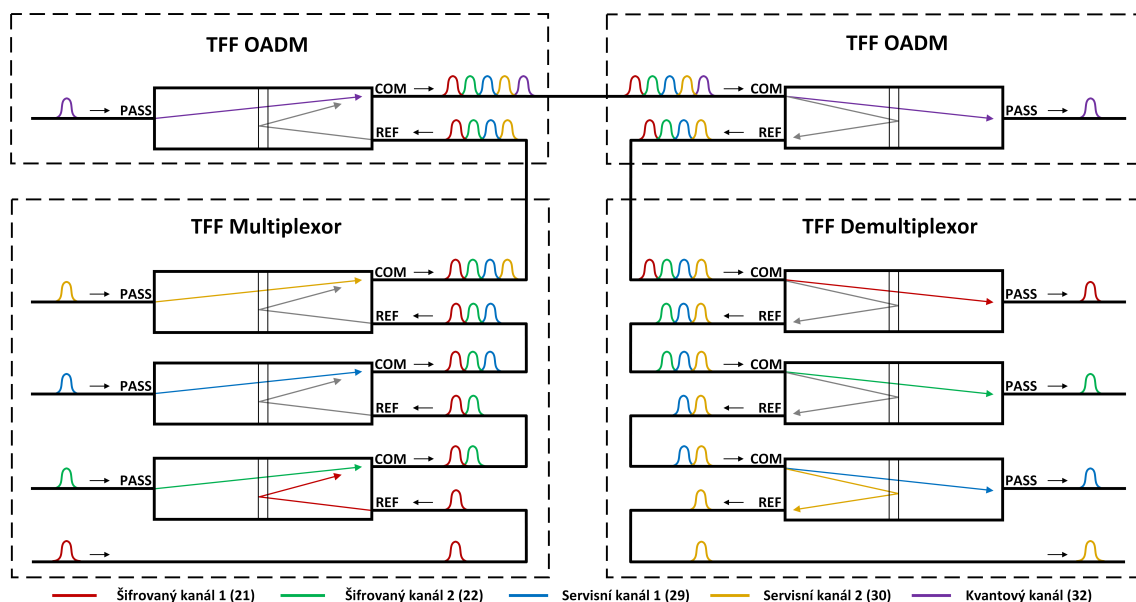 TFF OADM
TFF OADM
COM
COM
PASS
PASS
REF
REF
TFF Multiplexor
TFF Demultiplexor
COM
COM
PASS
PASS
REF
REF
COM
COM
PASS
PASS
REF
REF
COM
COM
PASS
PASS
REF
REF
Šifrovaný kanál 1 (21) Šifrovaný kanál 2 (22) Servisní kanál 1 (29) Servisní kanál 2 (30) Kvantový kanál (32)